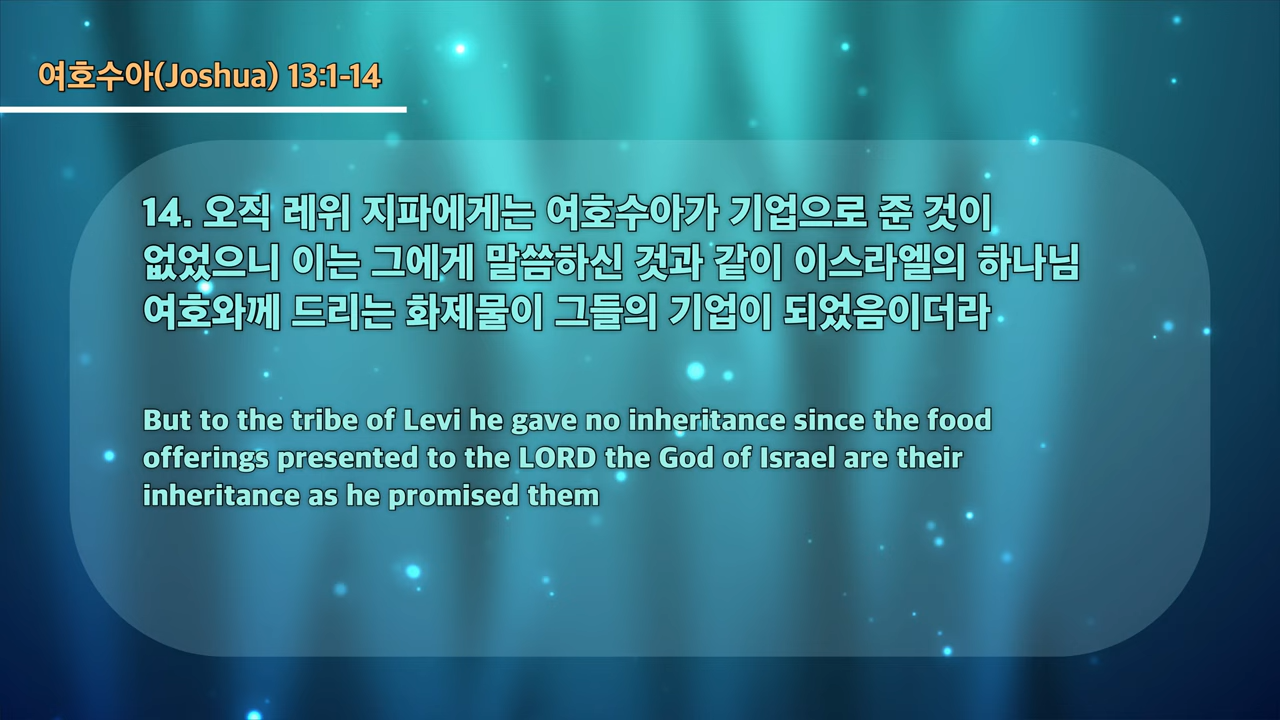 여호수아(Joshua) 13:1-14
14. 오직 레위 지파에게는 여호수아가 기업으로 준 것이
없었으니 이는 그에게 말씀하신 것과 같이 이스라엘의 하나님
여호와께 드리는 화제물이 그들의 기업이 되었음이더라
But to the tribe of Levi he gave no inheritance since the food
offerings presented to the LORD the God of Israel are their
inheritance as he promised them